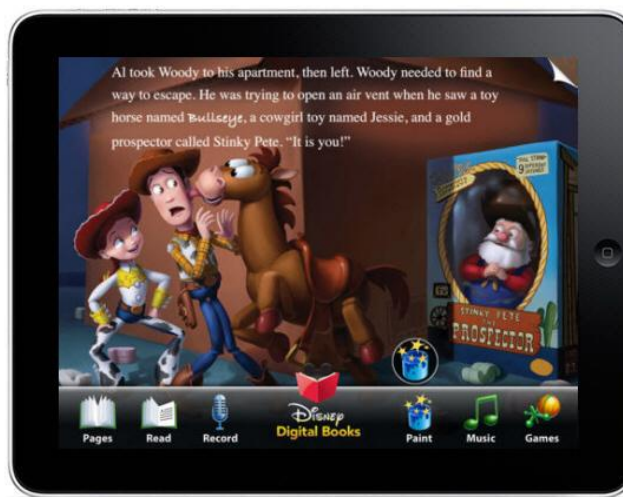 Al took Woody to his apartment, then left. Woody needed to find a
way to escape. He was trying to open an air vent when he saw a toy
horse named Bullseye, a cowgirl toy named Jessie, and a gold
prospector called Stinky Pete. “It is you!”
9
STINKY PETE
THE
PROSPECTOR
Pages
Read
Record
Disney
Digital Books
Paint
Music
Games